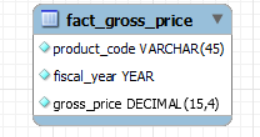 fact_gross_price
product_code VARCHAR(45)
fiscal_year YEAR
gross_price DECIMAL(15,4)